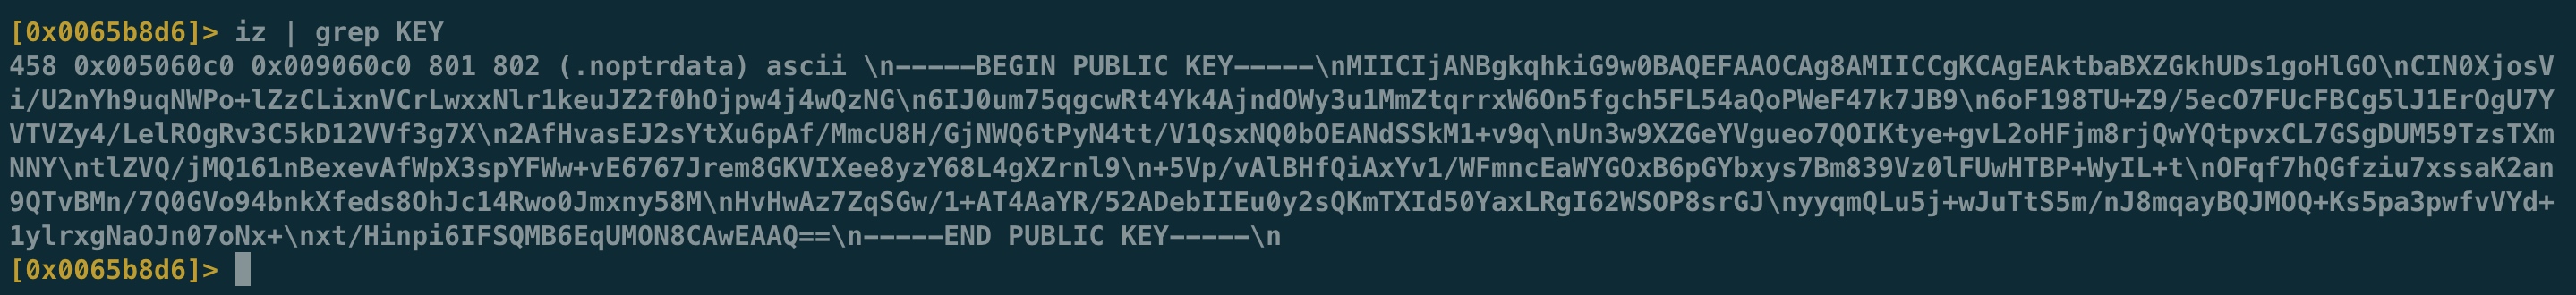 [0x0065b8d6]> iz | grep KEY
458 0x005060c0 0x009060c0 801 802 (.noptrdata) ascii \n-----BEGIN PUBLIC KEY-----\nMIICIjANBgkqhkiG9w0BAQEFAAOCAg8AMIICCgKCAgEAktbaBXZGkhUDs1goHlGO\nCIN0XjosV
i/U2nYh9uqNWPo+lZzCLixnVCrLwxxNlr1keuJZ2f0hOjpw4j4wQzNG\n6IJ0um75qgcwRt4Yk4AjndOWy3u1MmZtqrrxW6On5fgch5FL54aQoPWeF47k7JB9\n6oF198TU+Z9/5ecO7FUcFBCg5lJ1ErOgU7Y
VTVZy4/LelROgRv3C5kD12VVf3g7X\n2AfHvasEJ2sYtXu6pAf/MmcU8H/GjNWQ6tPyN4tt/V1QsxNQ0bOEANdSSkM1+v9q\nUn3w9XZGeYVgueo7QOIKtye+gvL2oHFjm8rjQwYQtpvxCL7GSgDUM59TzsTXm
NNY\ntlZVQ/jMQ161nBexevAfWpX3spYFWw+vE6767Jrem8GKVIXee8yzY68L4gXZrnl9\n+5Vp/vAlBHfQiAxYv1/WFmncEaWYGOxB6pGYbxys7Bm839Vz0lFUwHTBP+WyIL+t\nOFqf7hQGfziu7xssaK2an
9QTvBMn/7Q0GVo94bnkXfeds8OhJc14Rwo0Jmxny58M\nHvHwAz7ZqSGw/1+AT4AaYR/52ADebIIEu0y2sQKmTXId50YaxLRgI62WSOP8srGJ\nyyqmQLu5j+wJuTtS5m/nJ8mqayBQJMOQ+Ks5pa3pwfvVYd+
1ylrxgNaOJn07oNx+\nxt/Hinpi6IFSQMB6EqUMON8CAwEAAQ==\n-----END PUBLIC KEY-----\n
[0x0065b8d6]>